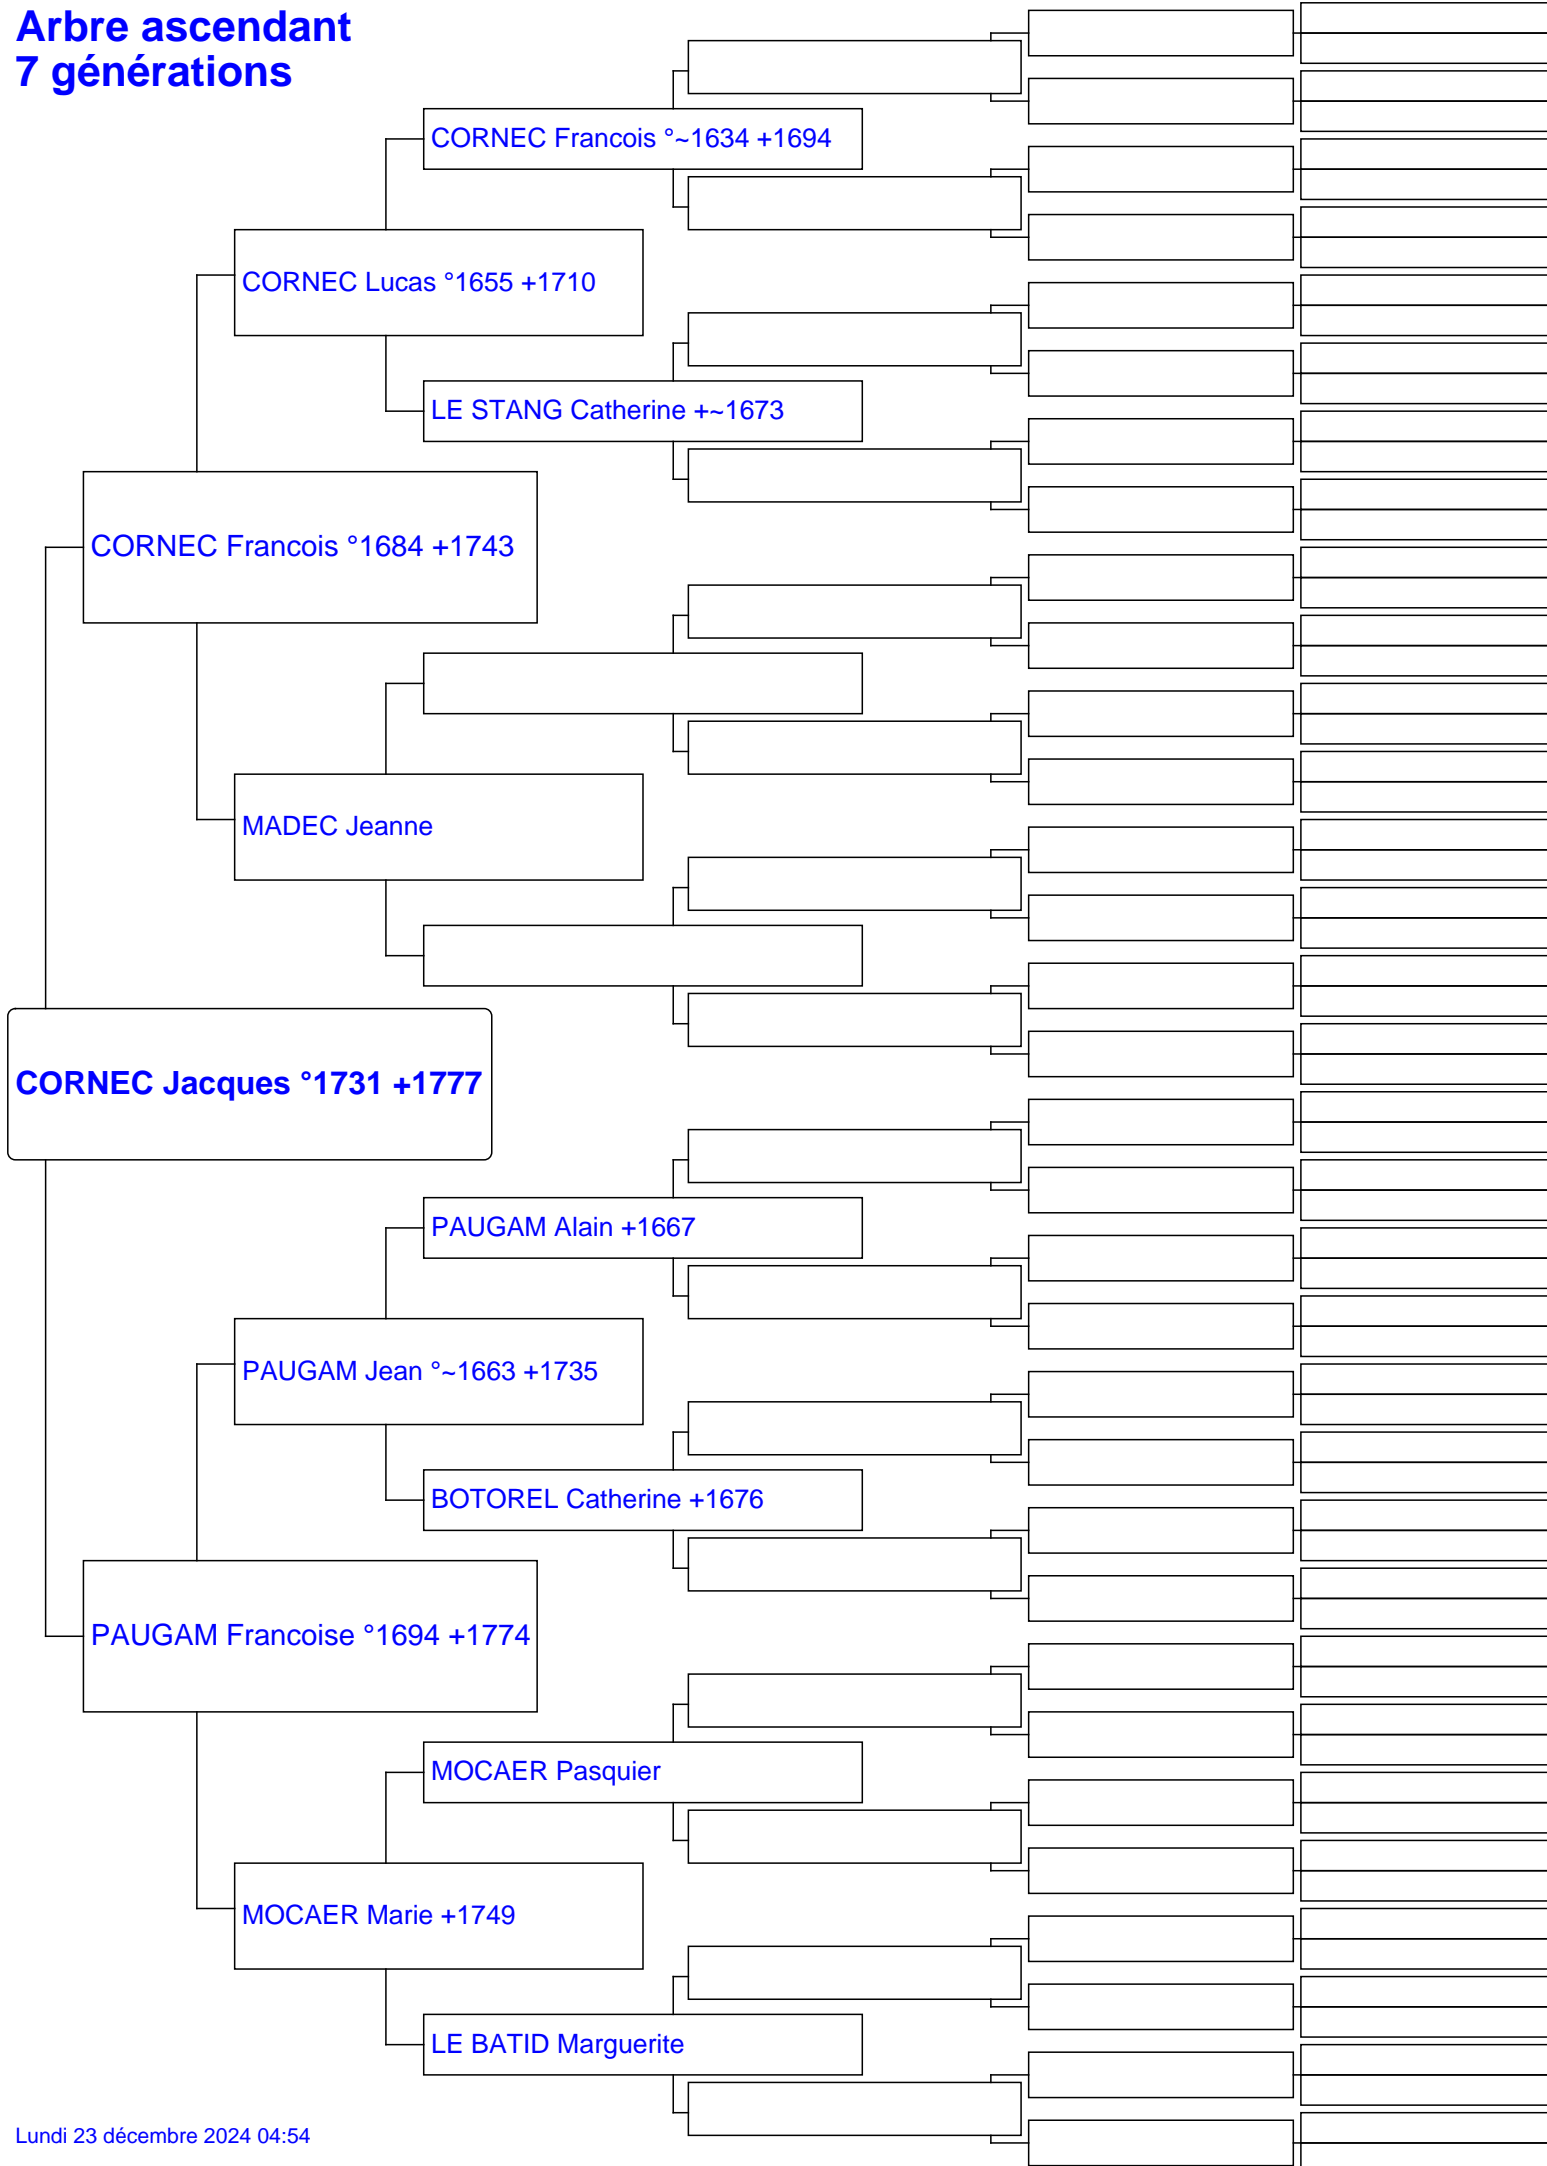 Arbre ascendant
7 générations
CORNEC Francois °~1634 +1694
CORNEC Lucas °1655 +1710
LE STANG Catherine +~1673
CORNEC Francois °1684 +1743
MADEC Jeanne
CORNEC Jacques °1731 +1777
PAUGAM Alain +1667
PAUGAM Jean °~1663 +1735
BOTOREL Catherine +1676
PAUGAM Francoise °1694 +1774
MOCAER Pasquier
MOCAER Marie +1749
LE BATID Marguerite
Lundi 23 décembre 2024 04:54